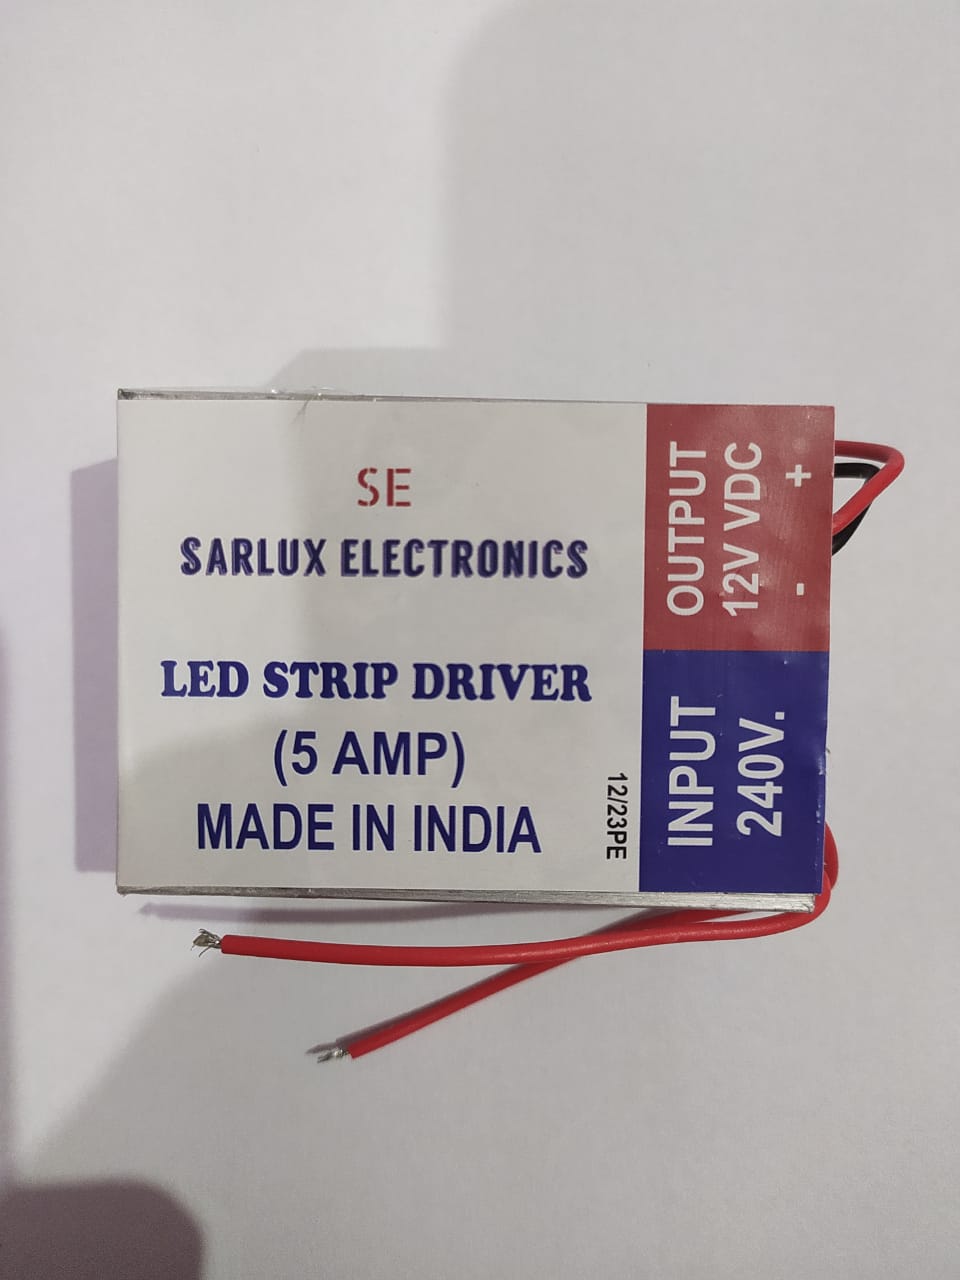 SE
SARLUX ELECTRONICS
LED STRIP DRIVER
(5 AMP)
MADE IN INDIA
12/23PE
OUTPUT
12V VDC
- +
INPUT
240V.